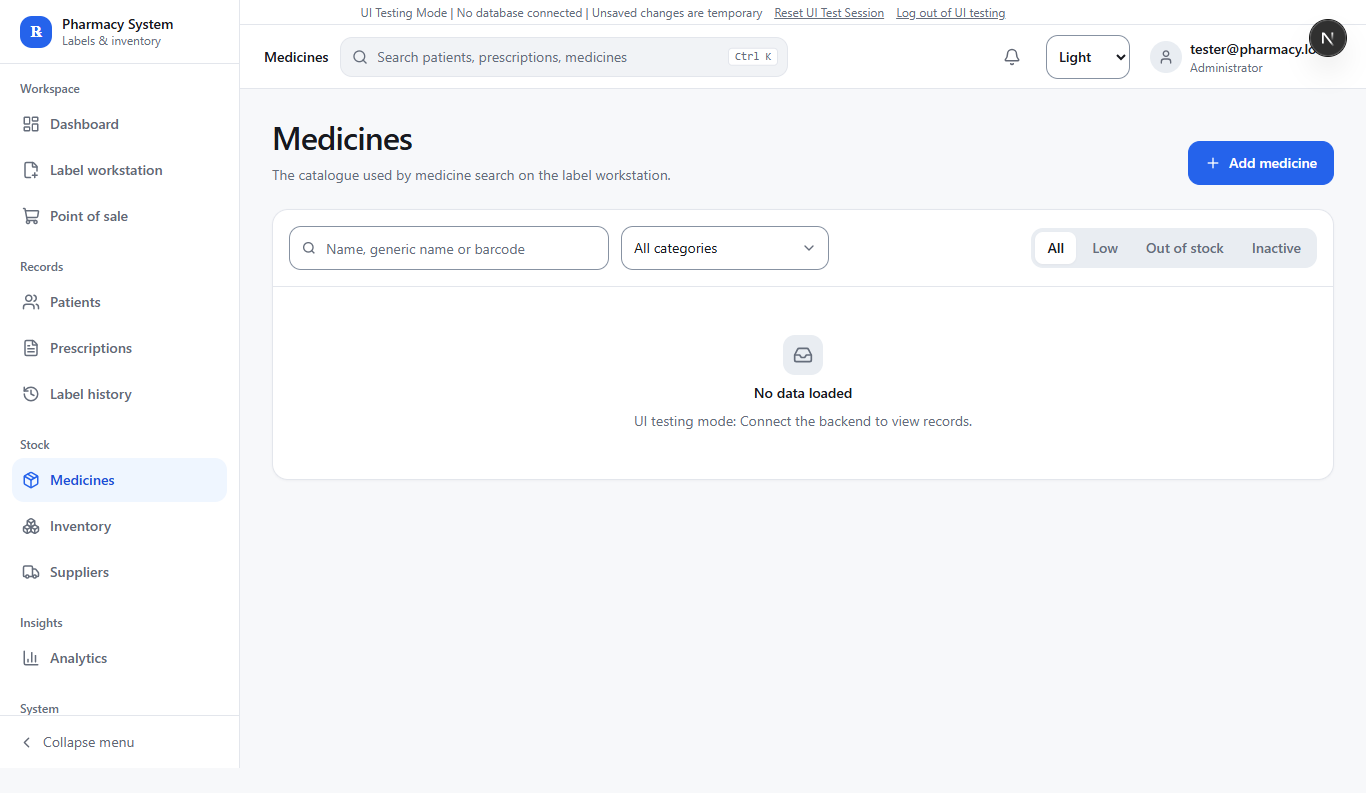 UI Testing Mode | No database connected | Unsaved changes are temporary Reset UI Test Session Log out of UI testing
Pharmacy System
Labels & inventory
Medicines
Search patients, prescriptions, medicines
Ctrl K
Light
tester@pharmacy.lo
Administrator
N
Workspace
Dashboard
Label workstation
Point of sale
Records
Patients
Prescriptions
Label history
Stock
Medicines
Inventory
Suppliers
Insights
Analytics
System
Collapse menu
Medicines
The catalogue used by medicine search on the label workstation.
Add medicine
Name, generic name or barcode
All categories
All Low Out of stock Inactive
No data loaded
UI testing mode: Connect the backend to view records.